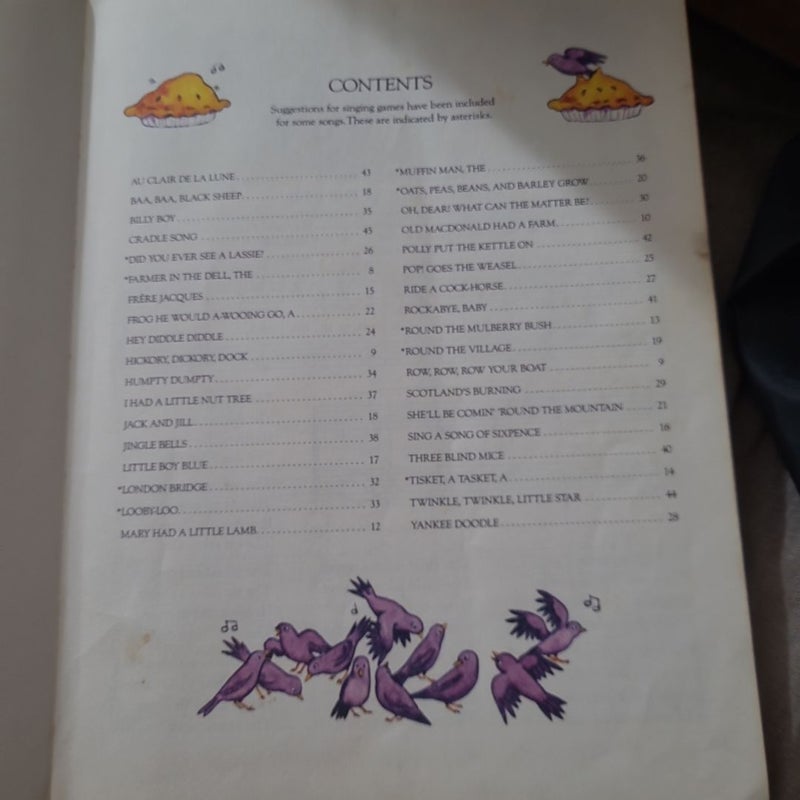 CONTENTS
Suggestions for singing games have been included
for some songs. These are indicated by asterisks.
AU CLAIR DE LA LUNE 43
BAA, BAA, BLACK SHEEP 18
BILLY BOY 35
CRADLE SONG 45
*DID YOU EVER SEE A LASSIE? 26
*FARMER IN THE DELL, THE 8
FRÈRE JACQUES 15
FROG HE WOULD A-WOOING GO, A 22
HEY DIDDLE DIDDLE 24
HICKORY, DICKORY, DOCK 9
HUMPTY DUMPTY 34
I HAD A LITTLE NUT TREE 37
JACK AND JILL 18
JINGLE BELLS 38
LITTLE BOY BLUE 17
*LONDON BRIDGE 32
*LOOBY-LOO 33
MARY HAD A LITTLE LAMB 12
*MUFFIN MAN, THE 36
*OATS, PEAS, BEANS, AND BARLEY GROW 20
OH, DEAR! WHAT CAN THE MATTER BE? 30
OLD MACDONALD HAD A FARM 10
POLLY PUT THE KETTLE ON 42
POP! GOES THE WEASEL 25
RIDE A COCK-HORSE 27
ROCKABYE, BABY 41
*ROUND THE MULBERRY BUSH 13
*ROUND THE VILLAGE 19
ROW, ROW, ROW YOUR BOAT 9
SCOTLAND'S BURNING 29
SHE'LL BE COMIN' 'ROUND THE MOUNTAIN 21
SING A SONG OF SIXPENCE 16
THREE BLIND MICE 40
*TISKET, A TASKET, A 14
TWINKLE, TWINKLE, LITTLE STAR 44
YANKEE DOODLE 28